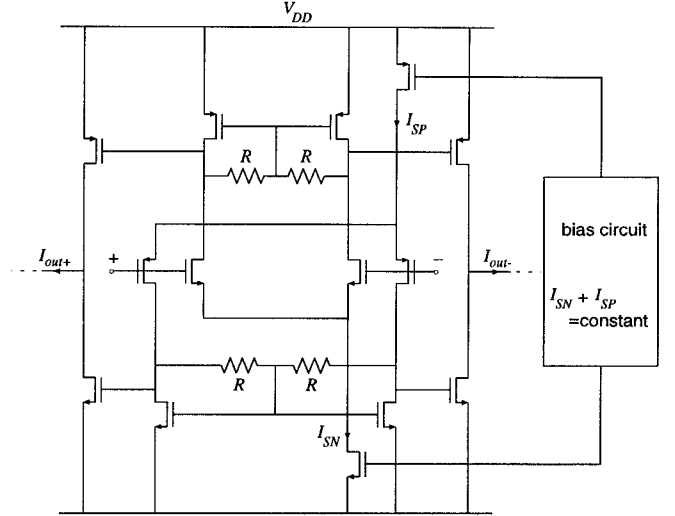 V_DD
I_SP
R R
bias circuit
I_out+ + − I_out-
I_SN + I_SP
=constant
R R
I_SN